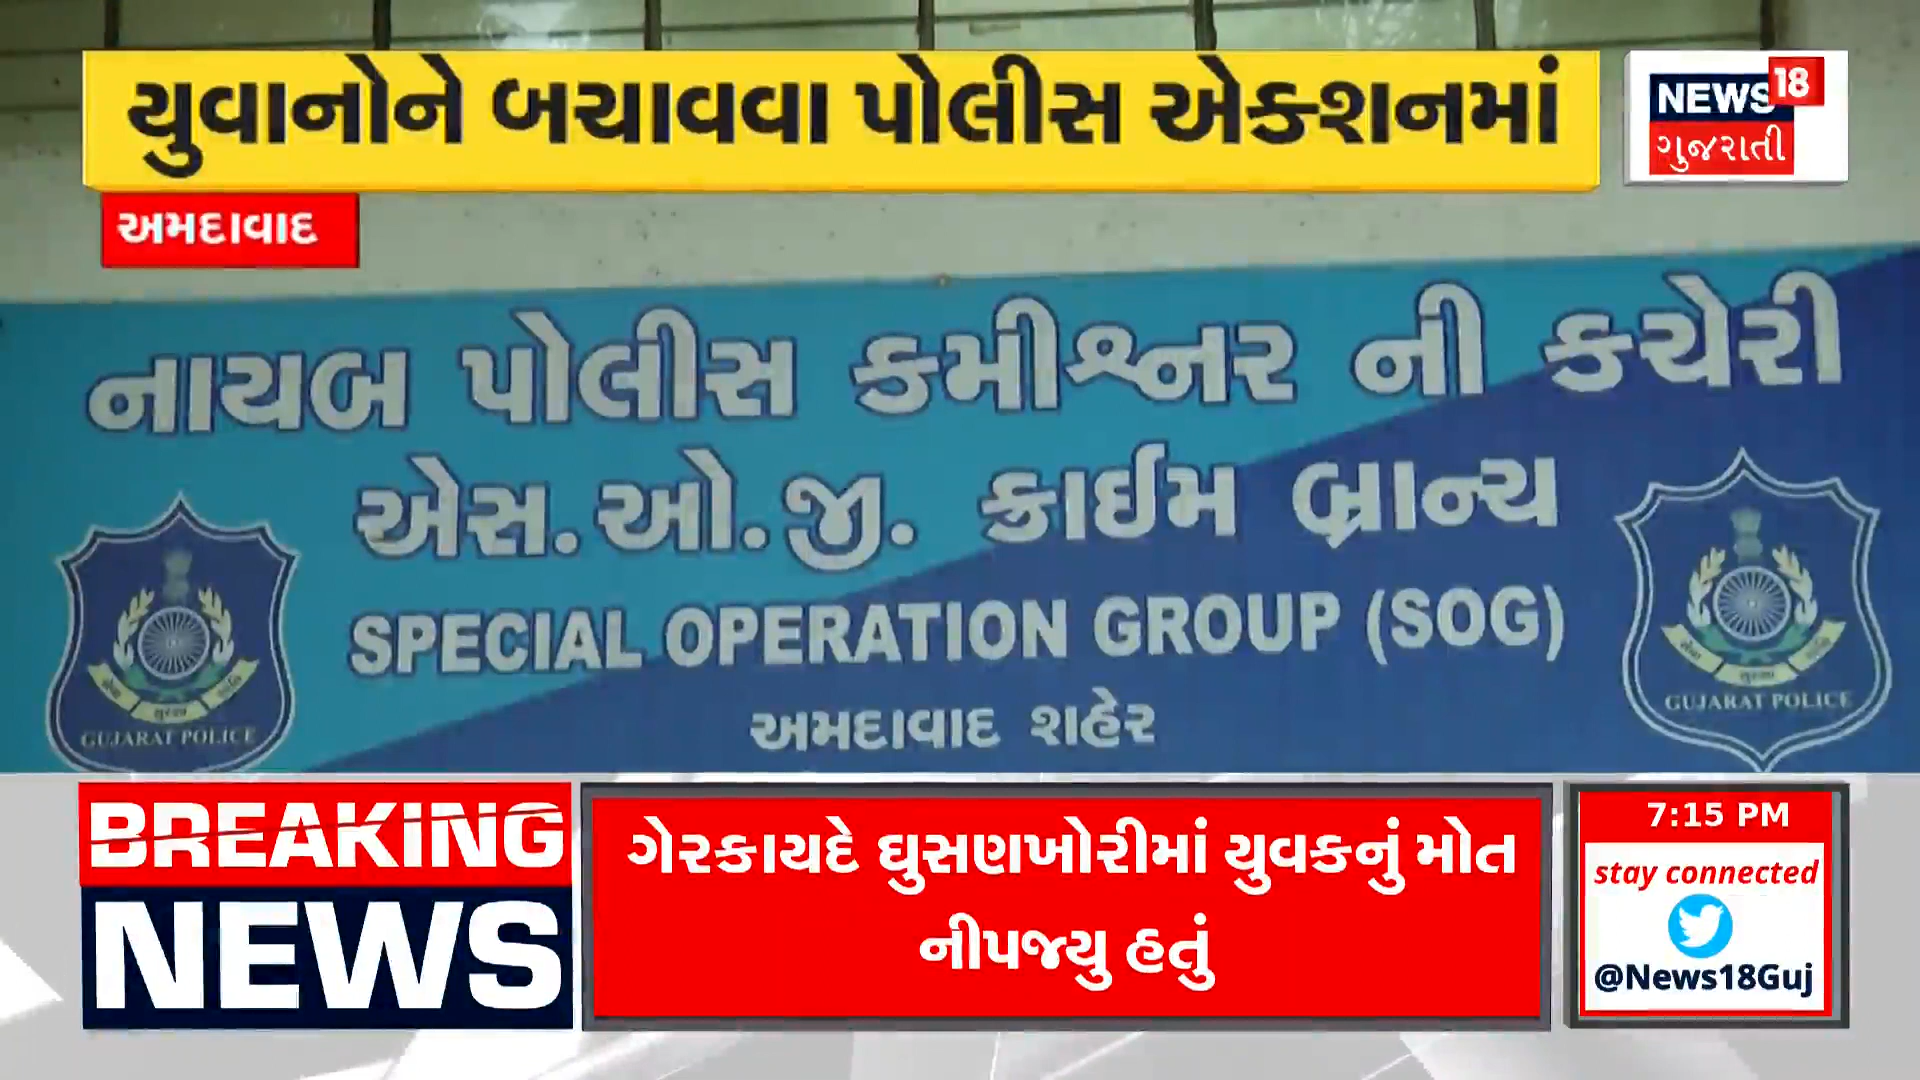 યુવાનોને બચાવવા પોલીસ એક્શનમાં
NEWS18
ગુજરાતી
અમદાવાદ
નાયબ પોલીસ કમીશ્નર ની કચેરી
એસ.ઓ.જી. ક્રાઈમ બ્રાન્ચ
SPECIAL OPERATION GROUP (SOG)
અમદાવાદ શહેર
GUJARAT POLICE
GUJARAT POLICE
BREAKING
NEWS
ગેરકાયદે ઘુસણખોરીમાં યુવકનું મોત
નીપજ્યુ હતું
7:15 PM
stay connected
@News18Guj